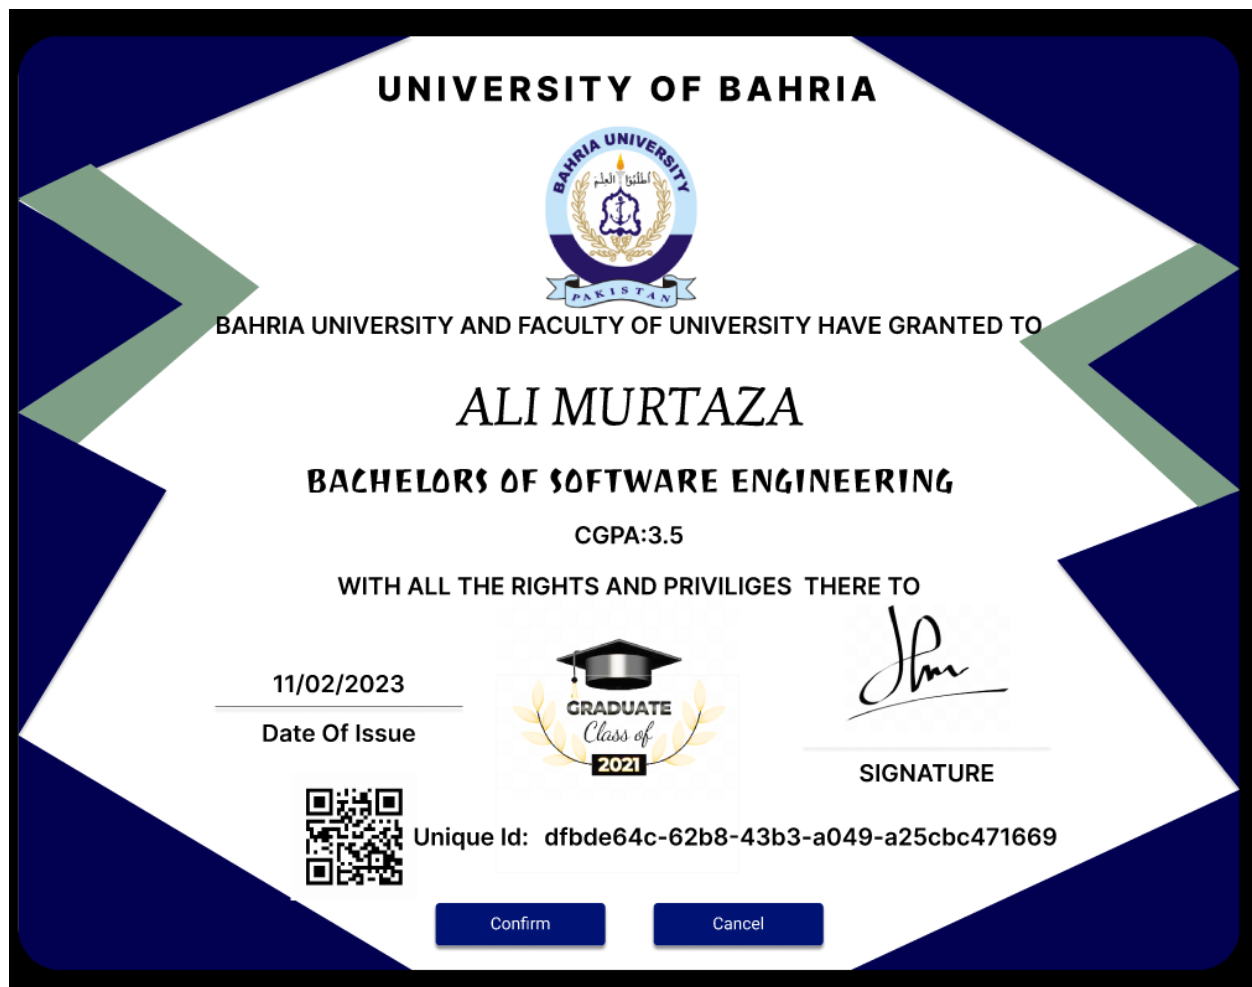 UNIVERSITY OF BAHRIA
BAHRIA UNIVERSITY
اُطْلُبُوا الْعِلْمَ
PAKISTAN
BAHRIA UNIVERSITY AND FACULTY OF UNIVERSITY HAVE GRANTED TO
ALI MURTAZA
BACHELORS OF SOFTWARE ENGINEERING
CGPA:3.5
WITH ALL THE RIGHTS AND PRIVILIGES THERE TO
11/02/2023
Date Of Issue
GRADUATE
Class of
2021
SIGNATURE
Unique Id: dfbde64c-62b8-43b3-a049-a25cbc471669
Confirm
Cancel